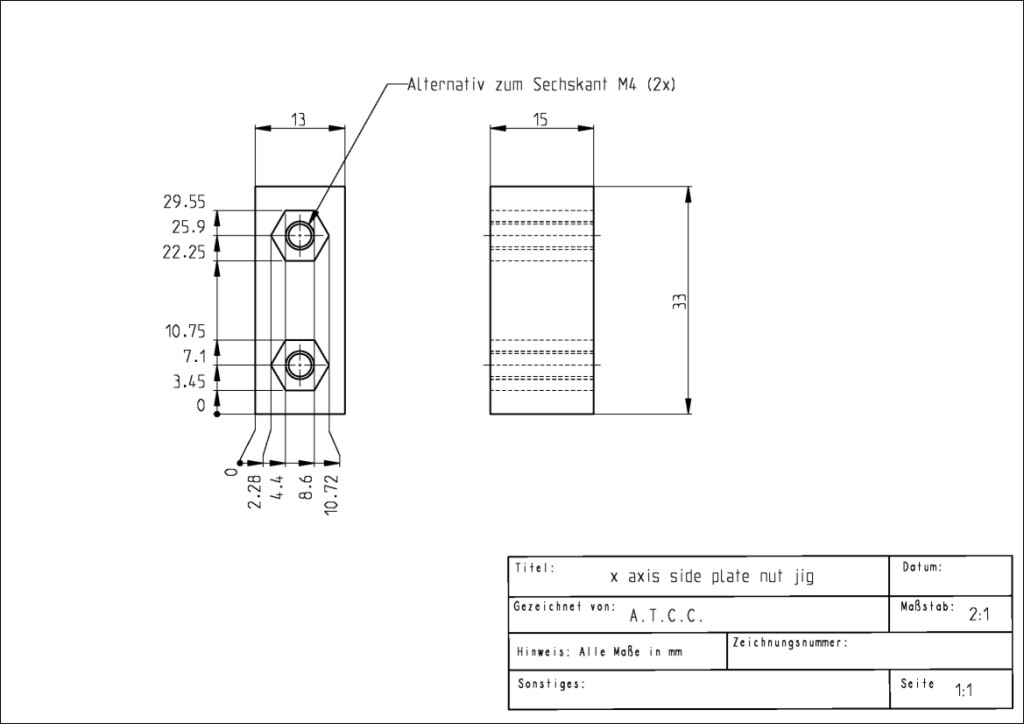 Alternativ zum Sechskant M4 (2x)
13
15
29.55
25.9
22.25
33
10.75
7.1
3.45
0
0
2.28
4.4
8.6
10.72
Titel:
x axis side plate nut jig
Datum:
Gezeichnet von:
A.T.C.C.
Maßstab:
2:1
Hinweis: Alle Maße in mm
Zeichnungsnummer:
Sonstiges:
Seite
1:1